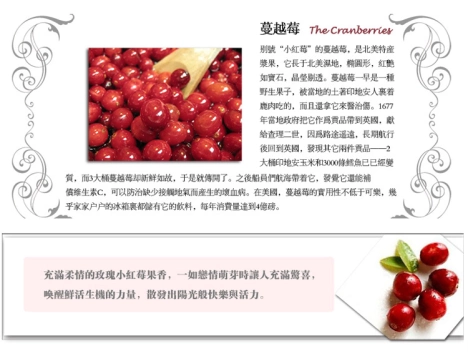 蔓越莓 The Cranberries
別號“小紅莓”的蔓越莓，是北美特産
漿果，它長于北美濕地，橢圓形，紅艷
如寶石，晶瑩剔透。蔓越莓一早是一種
野生果子，被當地的土著印地安人裏着
鹿肉吃的，而且還拿它來醫治傷。1677
年當地政府把它作爲貢品帶到英國，獻
給查理二世，因爲路途遥遠，長期航行
後回到英國，發現其它兩件貢品——2
大桶印地安玉米和3000條鱈魚已已經變
質，而3大桶蔓越莓却新鮮如故，于是就傳開了。之後船員們航海帶着它，發覺它還能補
償維生素C，可以防治缺少接觸地氣而産生的壞血病。在美國，蔓越莓的實用性不低于可樂，幾
乎家家户户的冰箱裏都儲有它的飲料，每年消費量達到4億磅。
充滿柔情的玫瑰小紅莓果香，一如戀情萌芽時讓人充滿驚喜，
喚醒鮮活生機的力量，散發出陽光般快樂與活力。